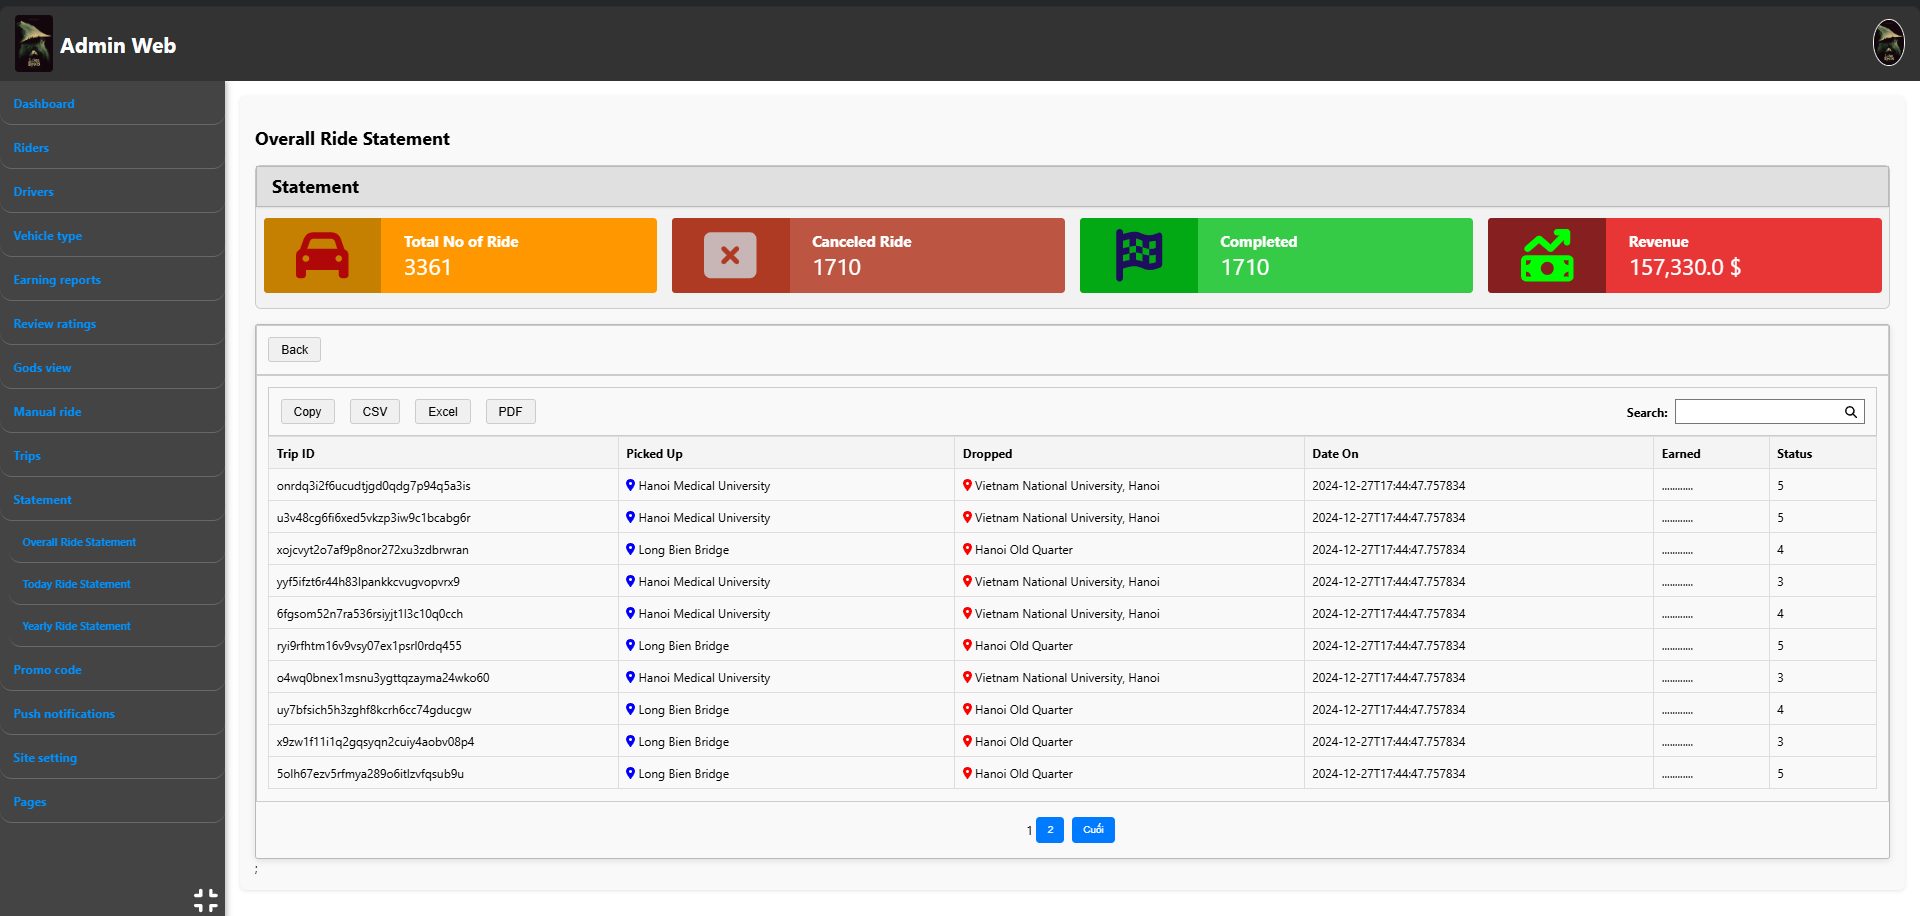 Admin Web
Dashboard
Riders
Drivers
Vehicle type
Earning reports
Review ratings
Gods view
Manual ride
Trips
Statement
Overall Ride Statement
Today Ride Statement
Yearly Ride Statement
Promo code
Push notifications
Site setting
Pages
Overall Ride Statement
Statement
Total No of Ride
3361
Canceled Ride
1710
Completed
1710
Revenue
157,330.0 $
Back
Copy CSV Excel PDF Search:
Trip ID Picked Up Dropped Date On Earned Status
onrdq3i2f6ucudtjgd0qdg7p94q5a3is Hanoi Medical University Vietnam National University, Hanoi 2024-12-27T17:44:47.757834 ............ 5
u3v48cg6fi6xed5vkzp3iw9c1bcabg6r Hanoi Medical University Vietnam National University, Hanoi 2024-12-27T17:44:47.757834 ............ 5
xojcvyt2o7af9p8nor272xu3zdbrwran Long Bien Bridge Hanoi Old Quarter 2024-12-27T17:44:47.757834 ............ 4
yyf5ifzt6r44h83lpankkcvugvopvrx9 Hanoi Medical University Vietnam National University, Hanoi 2024-12-27T17:44:47.757834 ............ 3
6fgsom52n7ra536rsiyjt1l3c10q0cch Hanoi Medical University Vietnam National University, Hanoi 2024-12-27T17:44:47.757834 ............ 4
ryi9rfhtm16v9vsy07ex1psrl0rdq455 Long Bien Bridge Hanoi Old Quarter 2024-12-27T17:44:47.757834 ............ 5
o4wq0bnex1msnu3ygttqzayma24wko60 Hanoi Medical University Vietnam National University, Hanoi 2024-12-27T17:44:47.757834 ............ 3
uy7bfsich5h3zghf8kcrh6cc74gducgw Long Bien Bridge Hanoi Old Quarter 2024-12-27T17:44:47.757834 ............ 4
x9zw1f11i1q2gqsyqn2cuiy4aobv08p4 Long Bien Bridge Hanoi Old Quarter 2024-12-27T17:44:47.757834 ............ 3
5olh67ezv5rfmya289o6itlzvfqsub9u Long Bien Bridge Hanoi Old Quarter 2024-12-27T17:44:47.757834 ............ 5
1 2 Cuối
;